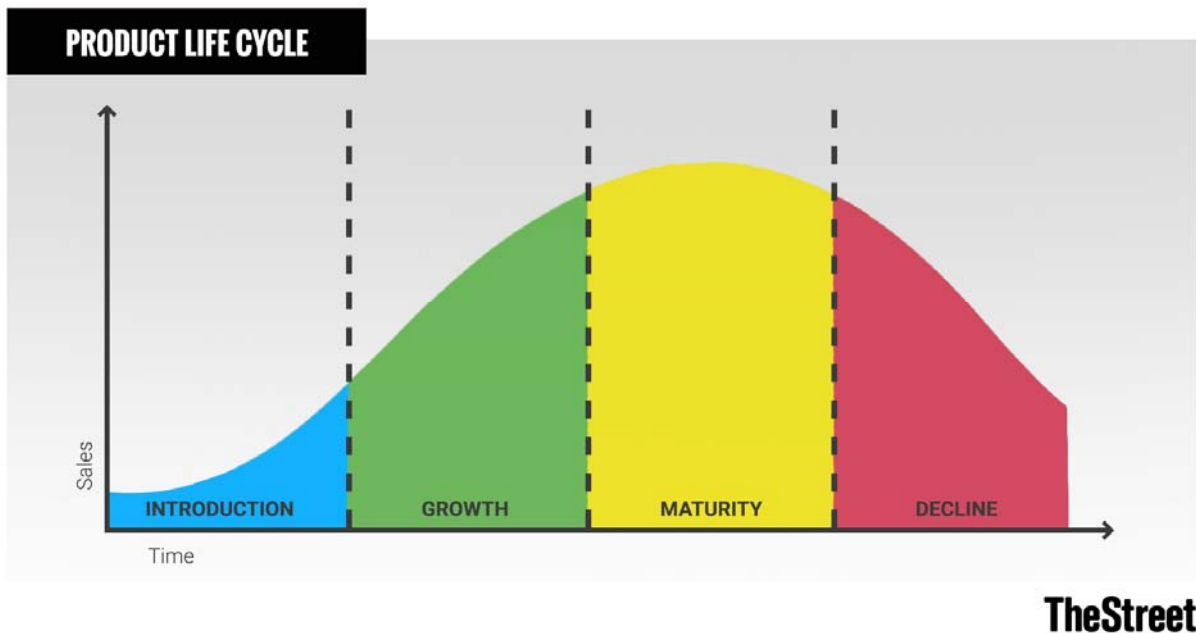 PRODUCT LIFE CYCLE
Sales
INTRODUCTION
GROWTH
MATURITY
DECLINE
Time
TheStreet